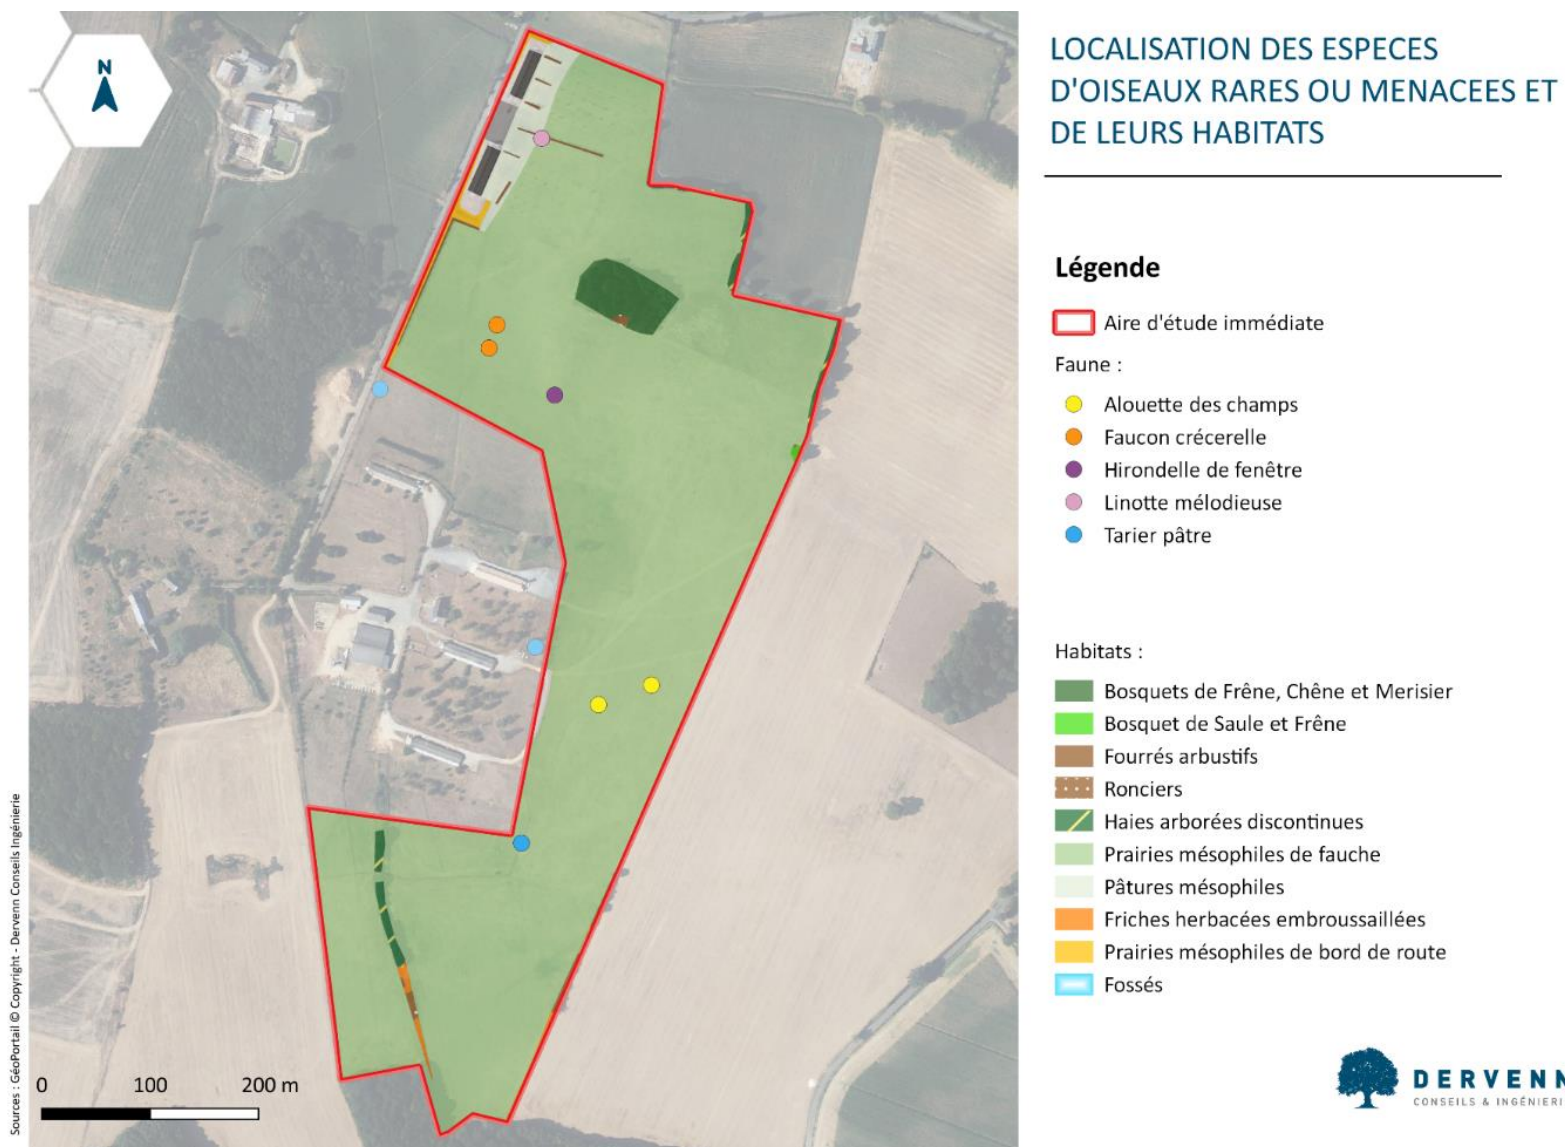 N
LOCALISATION DES ESPECES
D'OISEAUX RARES OU MENACEES ET
DE LEURS HABITATS
Légende
Aire d'étude immédiate
Faune :
Alouette des champs
Faucon crécerelle
Hirondelle de fenêtre
Linotte mélodieuse
Tarier pâtre
Habitats :
Bosquets de Frêne, Chêne et Merisier
Bosquet de Saule et Frêne
Fourrés arbustifs
Ronciers
Haies arborées discontinues
Prairies mésophiles de fauche
Pâtures mésophiles
Friches herbacées embroussaillées
Prairies mésophiles de bord de route
Fossés
0 100 200 m
Sources : GéoPortail © Copyright - Dervenn Conseils Ingénierie
DERVENN
CONSEILS & INGÉNIERI